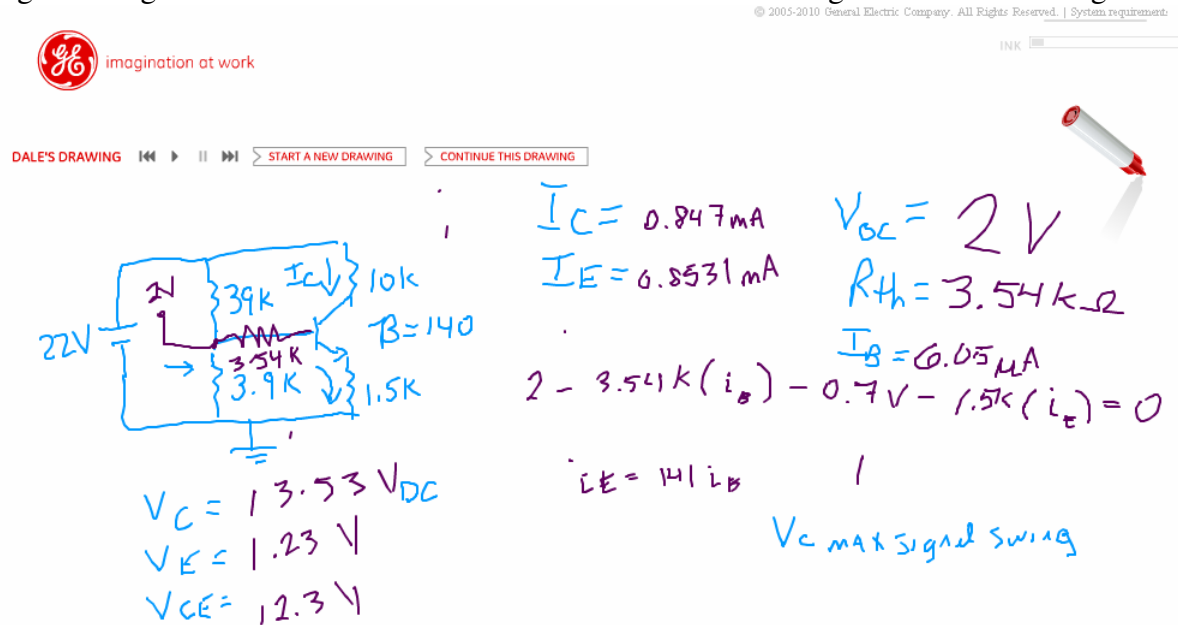 © 2005-2010 General Electric Company. All Rights Reserved. | System requirements
INK
GE imagination at work
DALE'S DRAWING
START A NEW DRAWING
CONTINUE THIS DRAWING
IC = 0.847mA
VOC = 2V
IE = 0.8531mA
Rth = 3.54kΩ
2V
39K
IC↓
10K
22V
β=140
IB = 6.05μA
3.54K
3.9K
1.5K
2 - 3.54K(iB) - 0.7V - 1.5K(iE) = 0
VC = 13.53 VDC
iE = 141 iB
VE = 1.23 V
VC MAX signal swing
VCE = 12.3 V